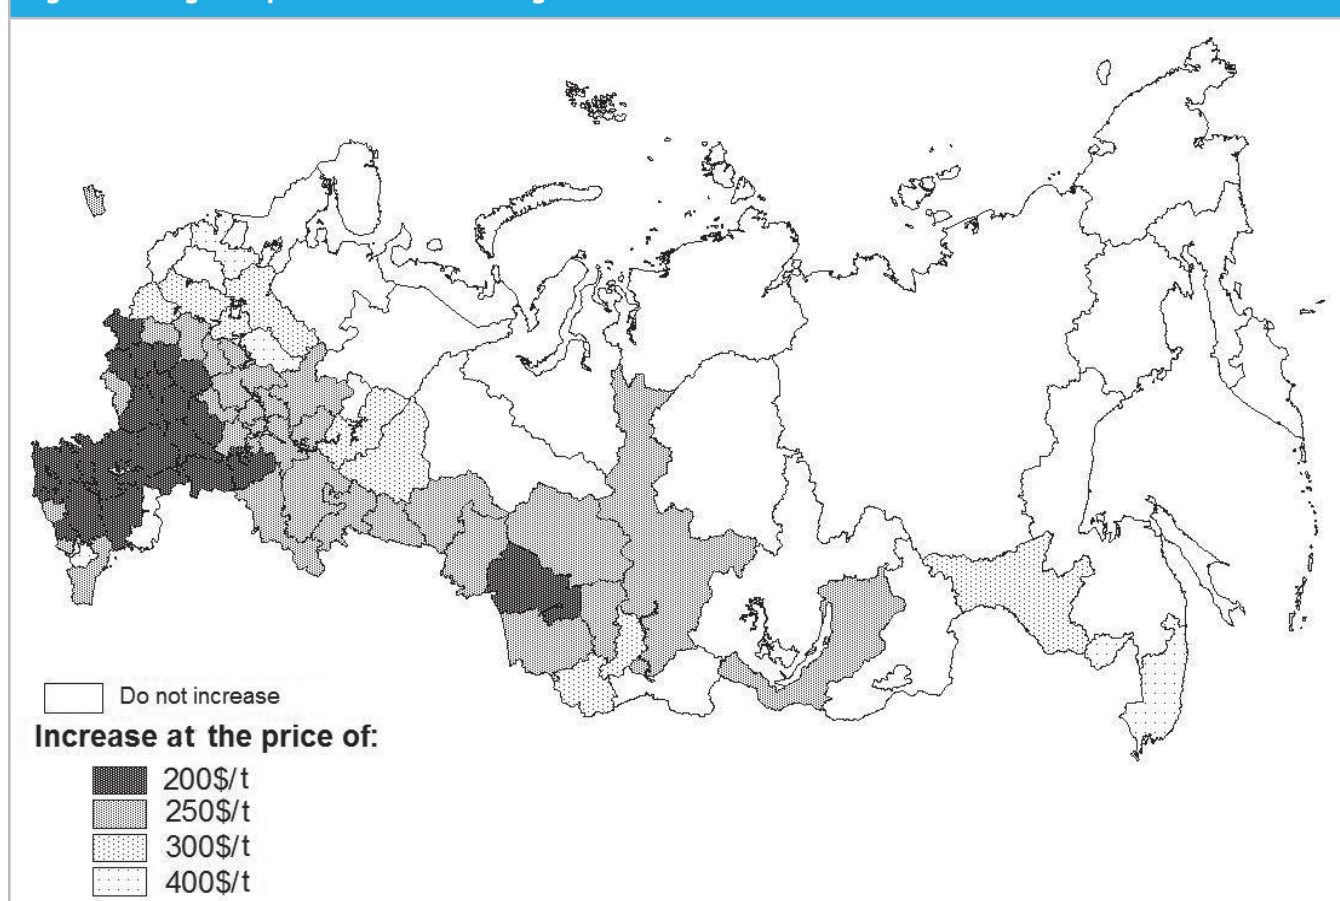 Do not increase
Increase at the price of:
200$/t
250$/t
300$/t
400$/t